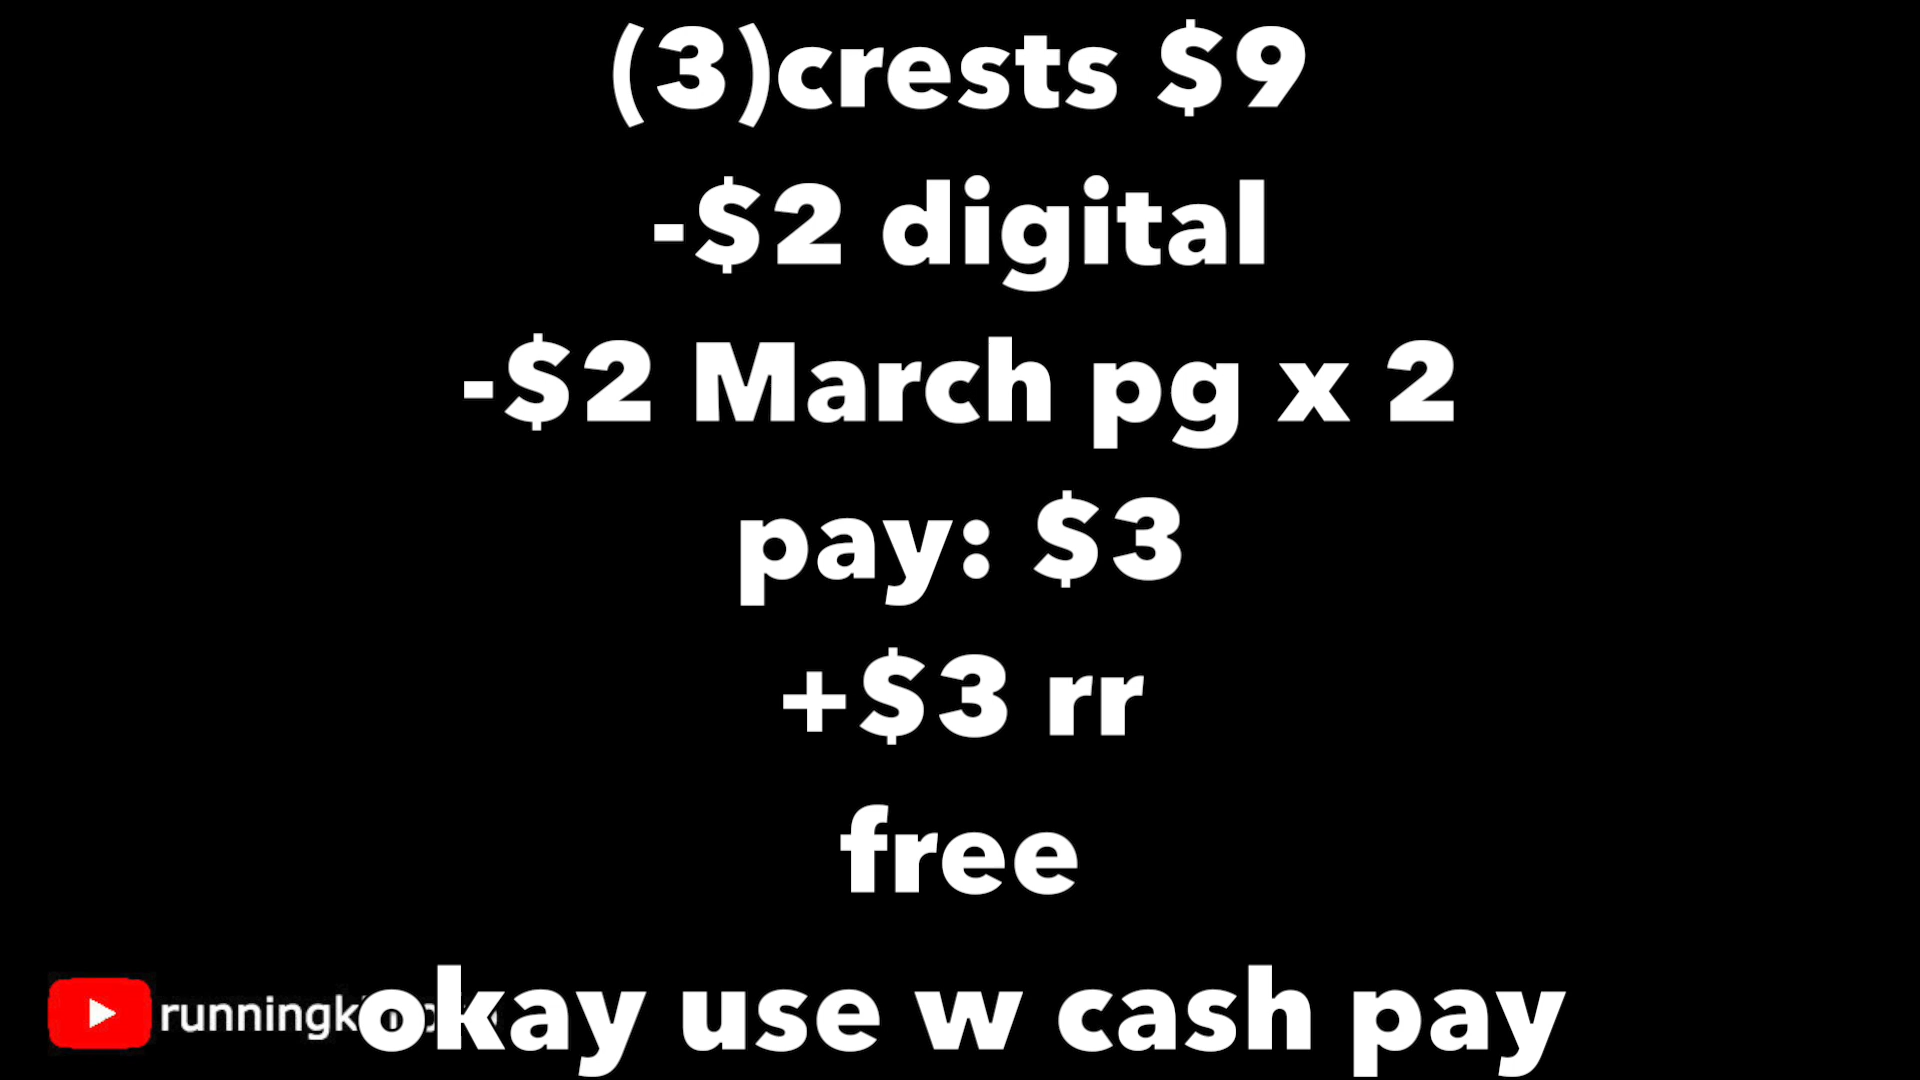 (3)crests $9
-$2 digital
-$2 March pg x 2
pay: $3
+$3 rr
free
okay use w cash pay